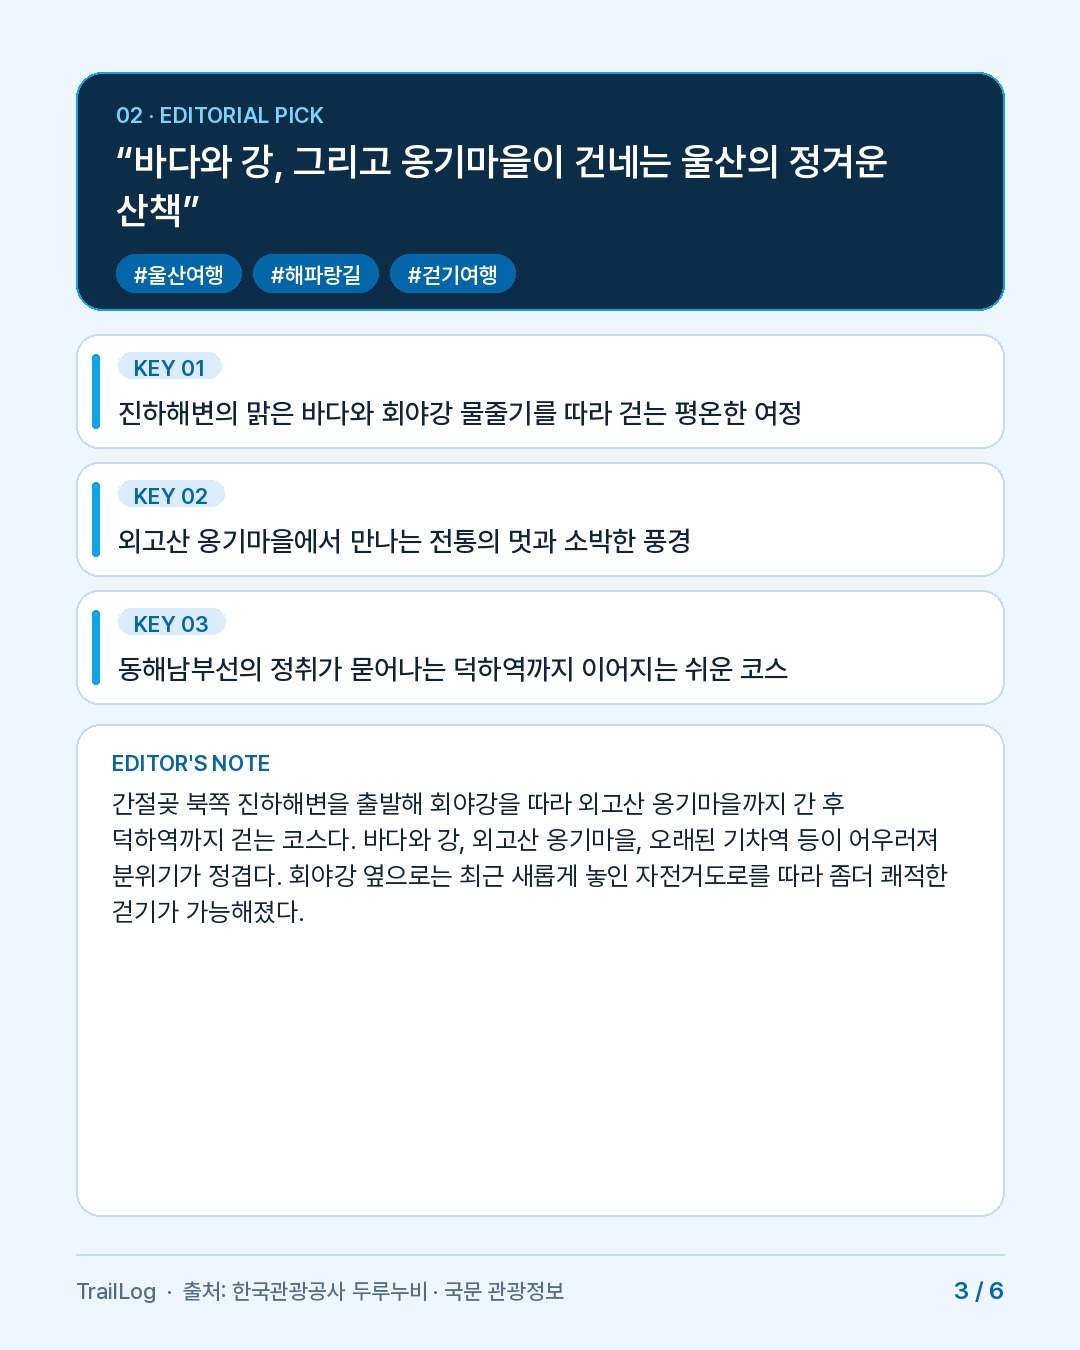 02 · EDITORIAL PICK
“바다와 강, 그리고 옹기마을이 건네는 울산의 정겨운
산책”
#울산여행 #해파랑길 #걷기여행
KEY 01
진하해변의 맑은 바다와 회야강 물줄기를 따라 걷는 평온한 여정
KEY 02
외고산 옹기마을에서 만나는 전통의 멋과 소박한 풍경
KEY 03
동해남부선의 정취가 묻어나는 덕하역까지 이어지는 쉬운 코스
EDITOR'S NOTE
간절곶 북쪽 진하해변을 출발해 회야강을 따라 외고산 옹기마을까지 간 후
덕하역까지 걷는 코스다. 바다와 강, 외고산 옹기마을, 오래된 기차역 등이 어우러져
분위기가 정겹다. 회야강 옆으로는 최근 새롭게 놓인 자전거도로를 따라 좀더 쾌적한
걷기가 가능해졌다.
TrailLog · 출처: 한국관광공사 두루누비 · 국문 관광정보
3 / 6